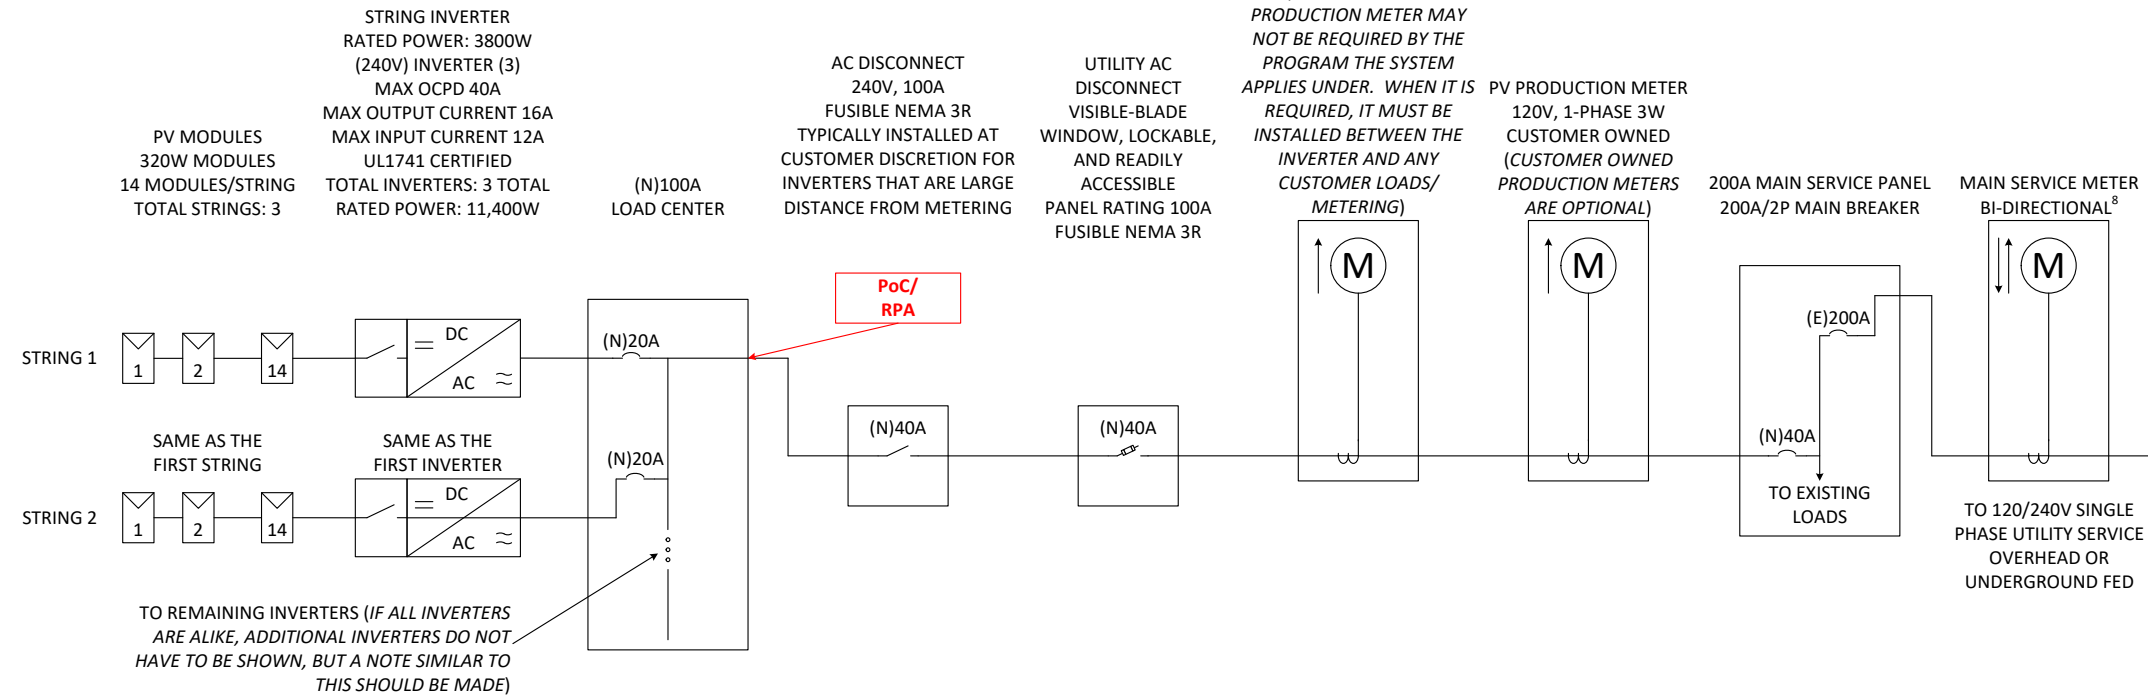 PV MODULES
320W MODULES
14 MODULES/STRING
TOTAL STRINGS: 3
STRING INVERTER
RATED POWER: 3800W
(240V) INVERTER (3)
MAX OCPD 40A
MAX OUTPUT CURRENT 16A
MAX INPUT CURRENT 12A
UL1741 CERTIFIED
TOTAL INVERTERS: 3 TOTAL
RATED POWER: 11,400W
(N)100A
LOAD CENTER
AC DISCONNECT
240V, 100A
FUSIBLE NEMA 3R
TYPICALLY INSTALLED AT
CUSTOMER DISCRETION FOR
INVERTERS THAT ARE LARGE
DISTANCE FROM METERING
UTILITY AC
DISCONNECT
VISIBLE-BLADE
WINDOW, LOCKABLE,
AND READILY
ACCESSIBLE
PANEL RATING 100A
FUSIBLE NEMA 3R
PRODUCTION METER MAY
NOT BE REQUIRED BY THE
PROGRAM THE SYSTEM
APPLIES UNDER. WHEN IT IS
REQUIRED, IT MUST BE
INSTALLED BETWEEN THE
INVERTER AND ANY
CUSTOMER LOADS/
METERING)
PV PRODUCTION METER
120V, 1-PHASE 3W
CUSTOMER OWNED
(CUSTOMER OWNED
PRODUCTION METERS
ARE OPTIONAL)
200A MAIN SERVICE PANEL
200A/2P MAIN BREAKER
MAIN SERVICE METER
BI-DIRECTIONAL⁸
M
M
M
PoC/
RPA
STRING 1
1
2
14
DC
AC
(N)20A
(E)200A
SAME AS THE
FIRST STRING
SAME AS THE
FIRST INVERTER
(N)20A
(N)40A
(N)40A
(N)40A
STRING 2
1
2
14
DC
AC
TO EXISTING
LOADS
TO 120/240V SINGLE
PHASE UTILITY SERVICE
OVERHEAD OR
UNDERGROUND FED
TO REMAINING INVERTERS (IF ALL INVERTERS
ARE ALIKE, ADDITIONAL INVERTERS DO NOT
HAVE TO BE SHOWN, BUT A NOTE SIMILAR TO
THIS SHOULD BE MADE)